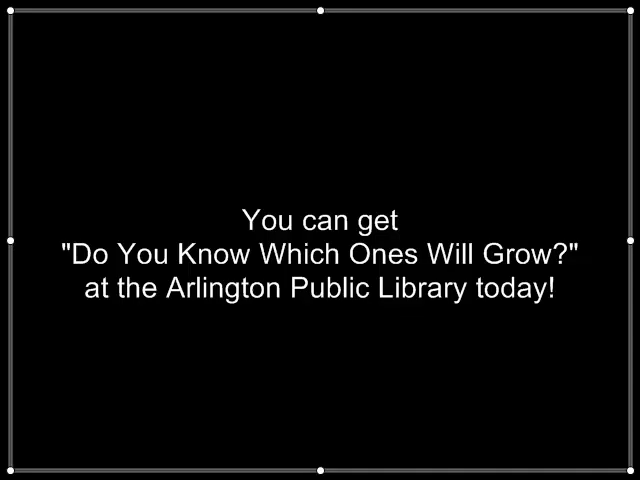 You can get
"Do You Know Which Ones Will Grow?"
at the Arlington Public Library today!